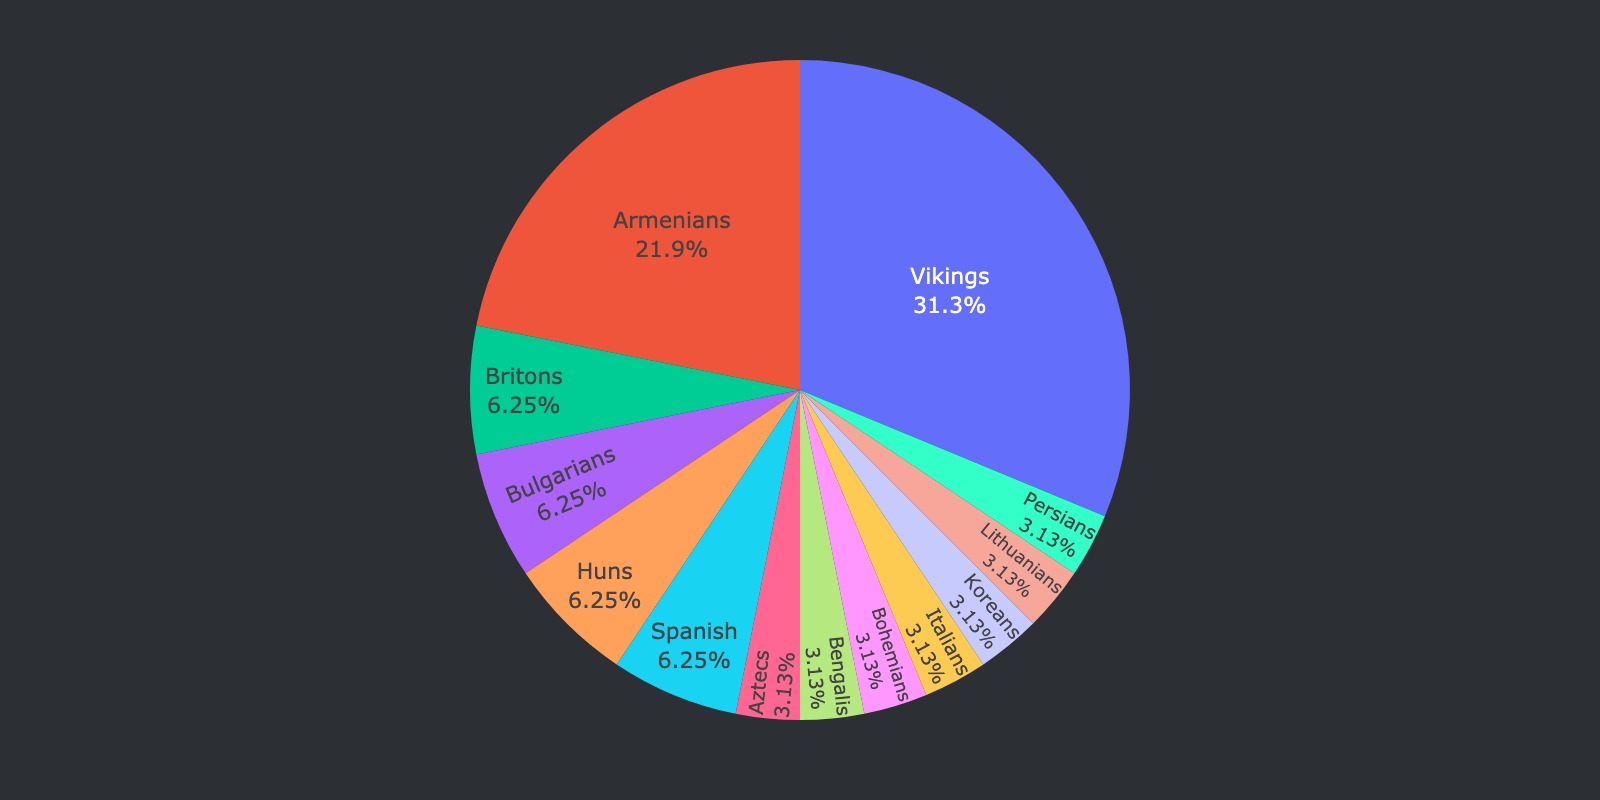 Armenians
21.9%
Vikings
31.3%
Britons
6.25%
Bulgarians
6.25%
Huns
6.25%
Spanish
6.25%
Aztecs
3.13%
Bengalis
3.13%
Bohemians
3.13%
Italians
3.13%
Koreans
3.13%
Lithuanians
3.13%
Persians
3.13%